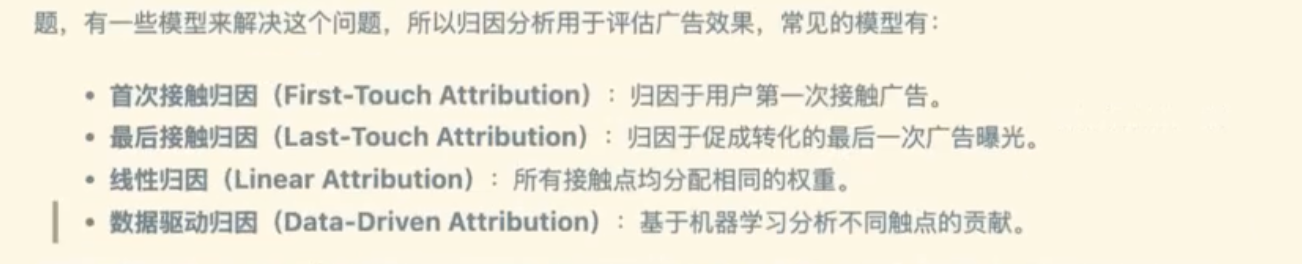 题，有一些模型来解决这个问题，所以归因分析用于评估广告效果，常见的模型有：
• 首次接触归因（First-Touch Attribution）：归因于用户第一次接触广告。
• 最后接触归因（Last-Touch Attribution）：归因于促成转化的最后一次广告曝光。
• 线性归因（Linear Attribution）：所有接触点均分配相同的权重。
• 数据驱动归因（Data-Driven Attribution）：基于机器学习分析不同触点的贡献。